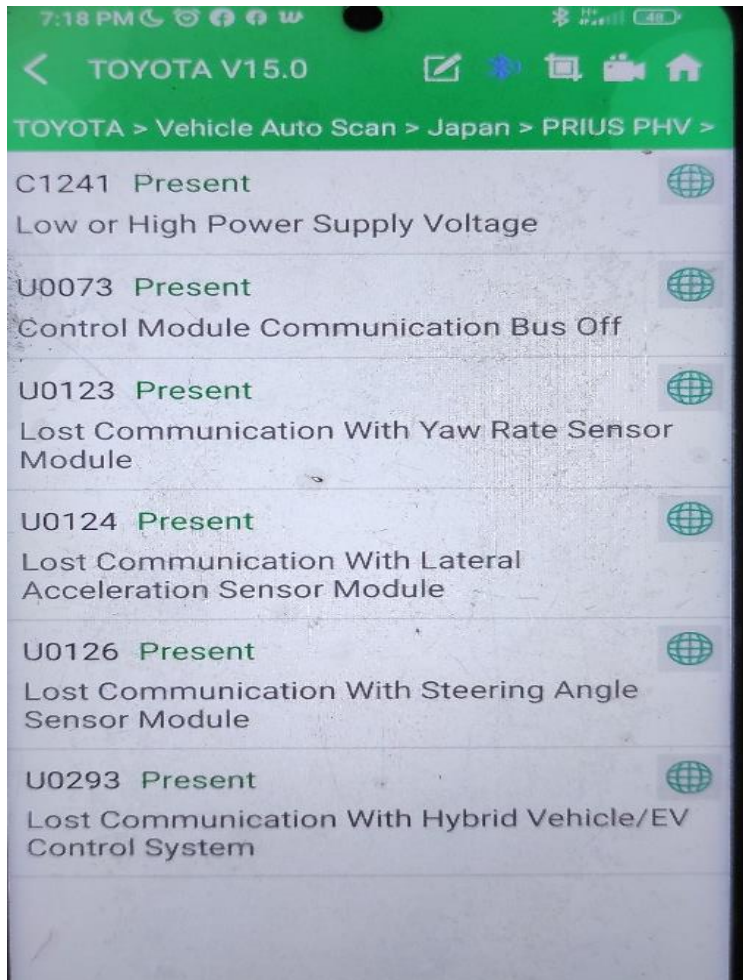 7:18 PM
48
TOYOTA V15.0
TOYOTA > Vehicle Auto Scan > Japan > PRIUS PHV >
C1241 Present
Low or High Power Supply Voltage
U0073 Present
Control Module Communication Bus Off
U0123 Present
Lost Communication With Yaw Rate Sensor
Module
U0124 Present
Lost Communication With Lateral
Acceleration Sensor Module
U0126 Present
Lost Communication With Steering Angle
Sensor Module
U0293 Present
Lost Communication With Hybrid Vehicle/EV
Control System